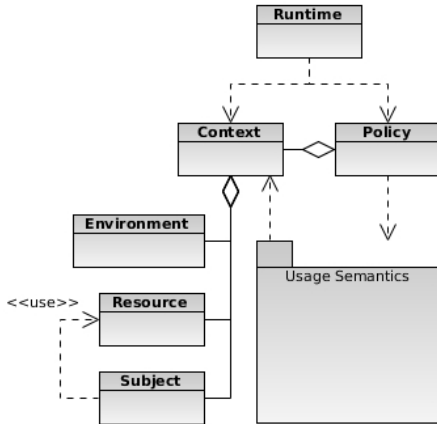 Runtime
Context
Policy
Environment
Usage Semantics
<<use>>
Resource
Subject